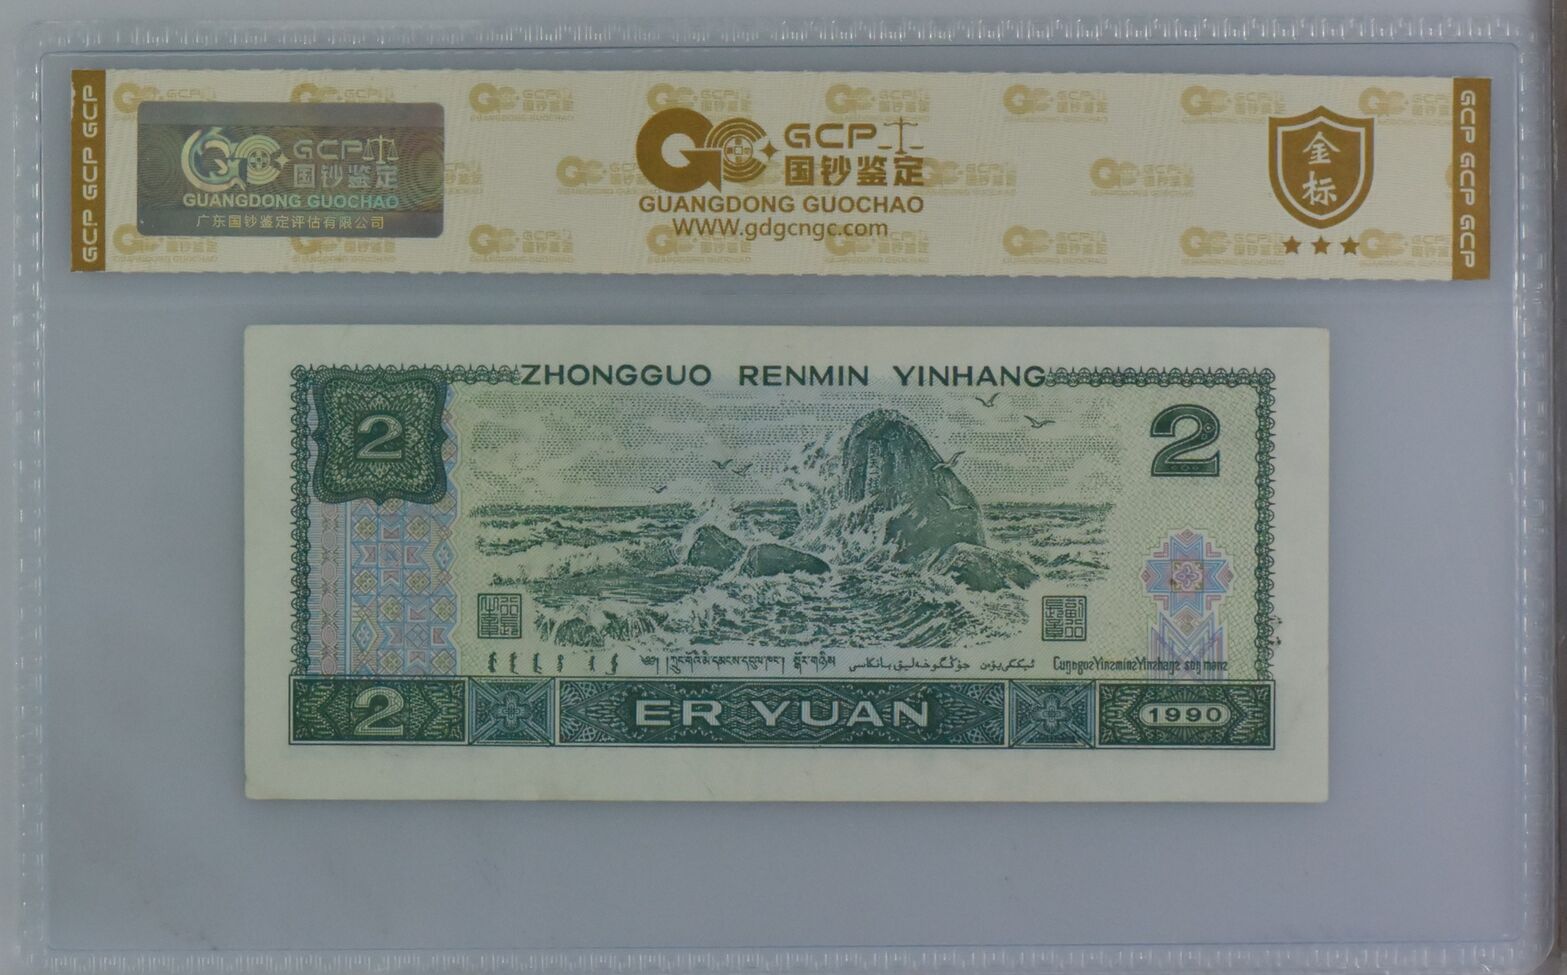 GCP GCP GCP
GCP
国钞鉴定
GUANGDONG GUOCHAO
广东国钞鉴定评估有限公司
GCP
国钞鉴定
GUANGDONG GUOCHAO
WWW.gdgcngc.com
金标
GCP GCP GCP
ZHONGGUO RENMIN YINHANG
2
2
2
ER YUAN
1990